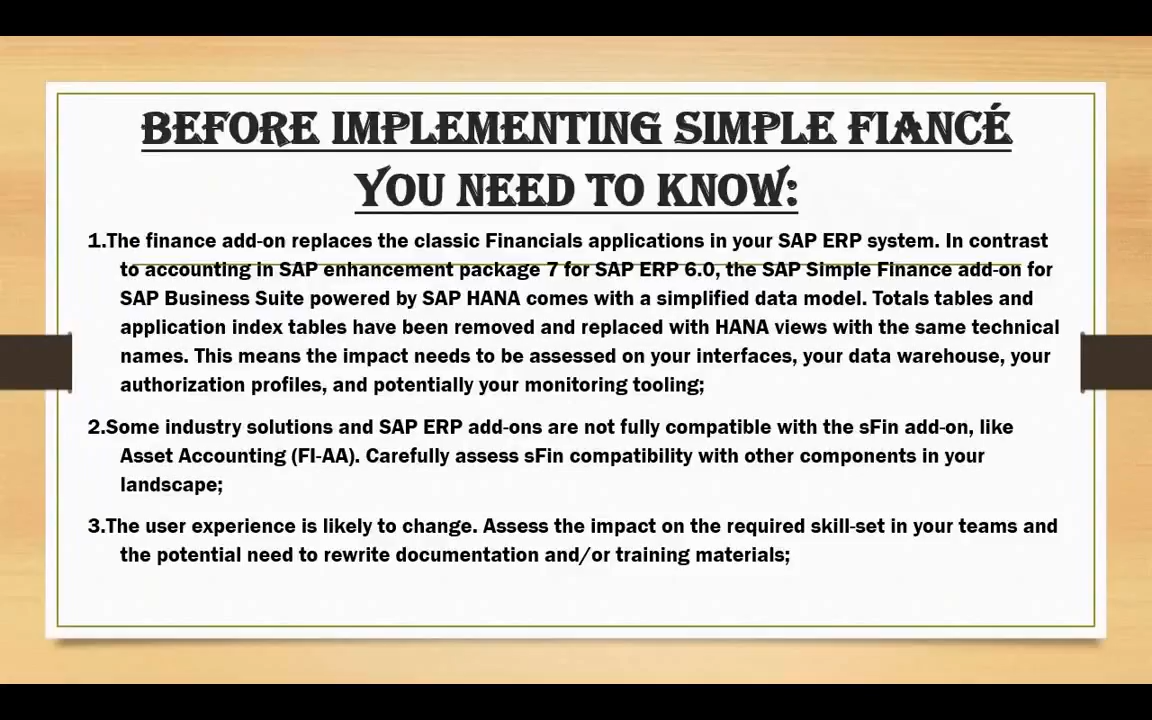 BEFORE IMPLEMENTING SIMPLE FIANCÉ
YOU NEED TO KNOW:
1.The finance add-on replaces the classic Financials applications in your SAP ERP system. In contrast
to accounting in SAP enhancement package 7 for SAP ERP 6.0, the SAP Simple Finance add-on for
SAP Business Suite powered by SAP HANA comes with a simplified data model. Totals tables and
application index tables have been removed and replaced with HANA views with the same technical
names. This means the impact needs to be assessed on your interfaces, your data warehouse, your
authorization profiles, and potentially your monitoring tooling;
2.Some industry solutions and SAP ERP add-ons are not fully compatible with the sFin add-on, like
Asset Accounting (FI-AA). Carefully assess sFin compatibility with other components in your
landscape;
3.The user experience is likely to change. Assess the impact on the required skill-set in your teams and
the potential need to rewrite documentation and/or training materials;